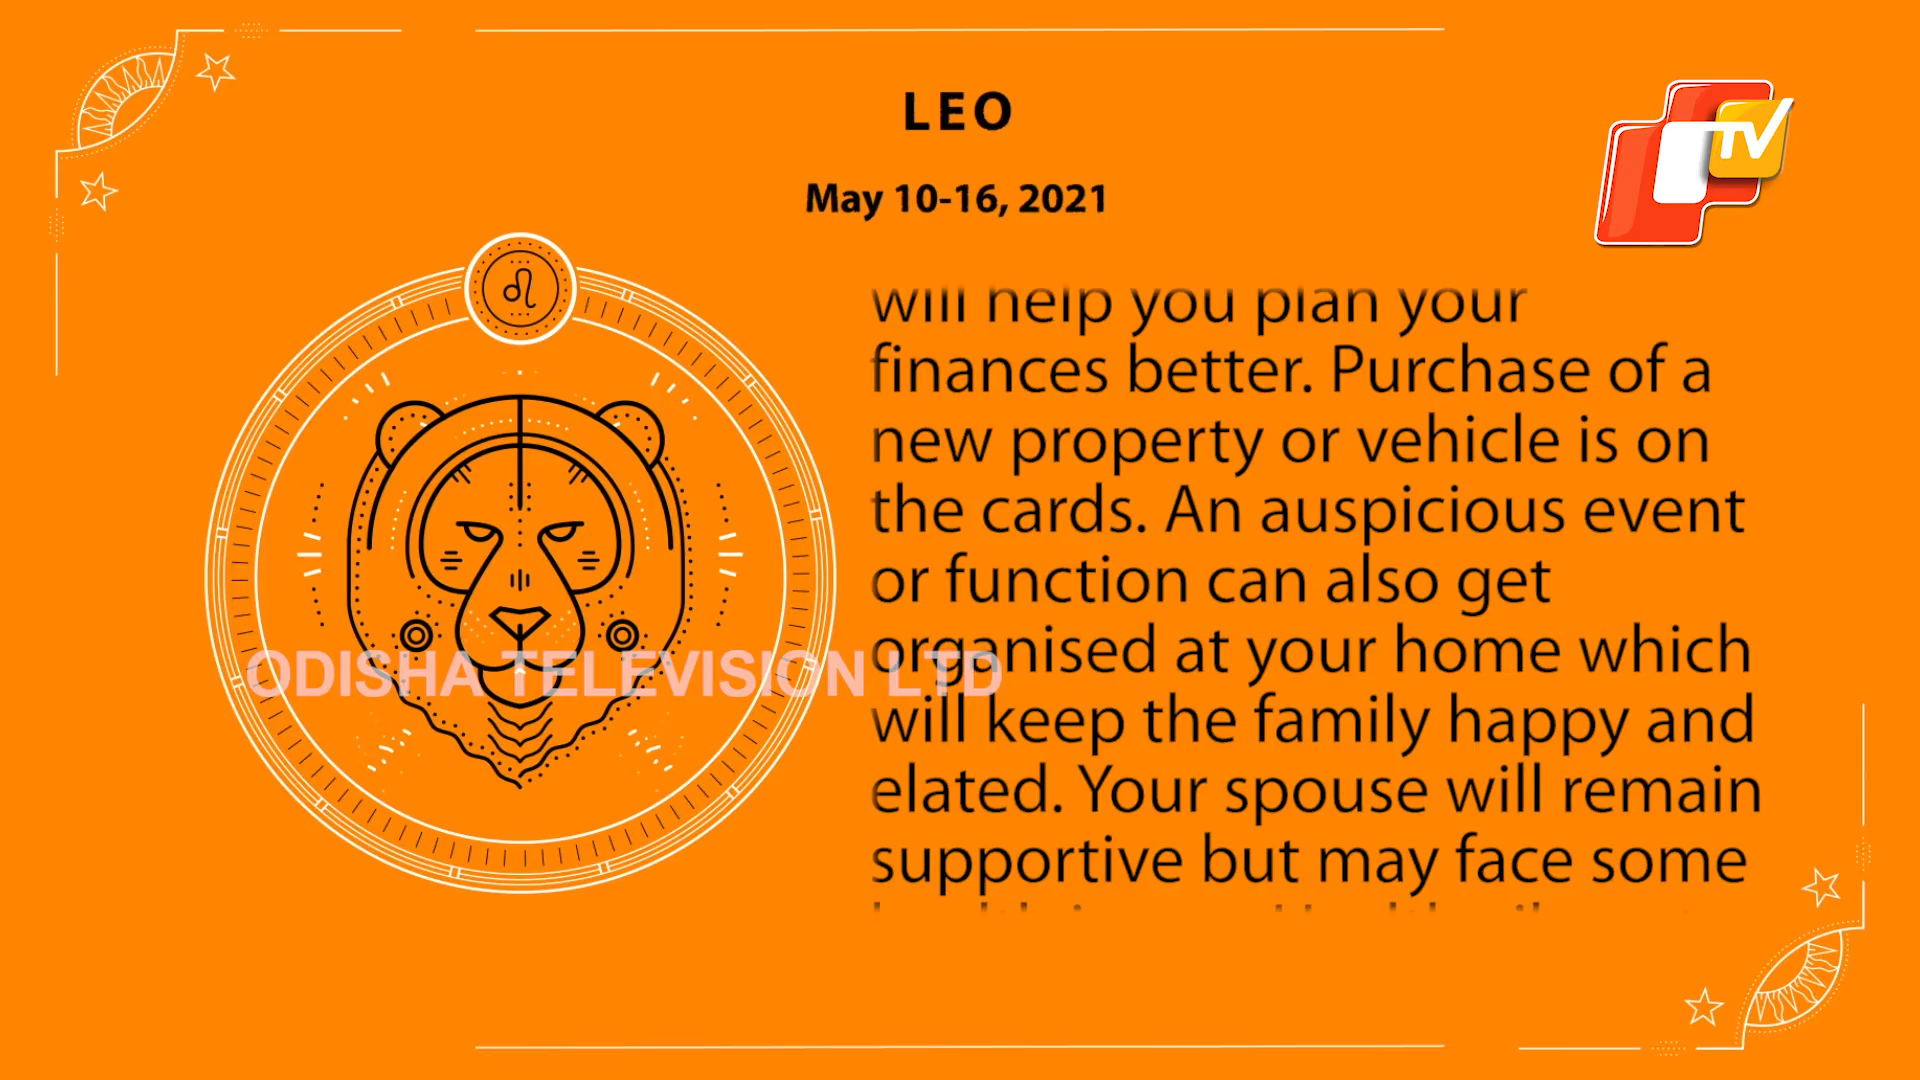 LEO
May 10-16, 2021
TV
will help you plan your
finances better. Purchase of a
new property or vehicle is on
the cards. An auspicious event
or function can also get
organised at your home which
will keep the family happy and
elated. Your spouse will remain
supportive but may face some
ODISHA TELEVISION LTD